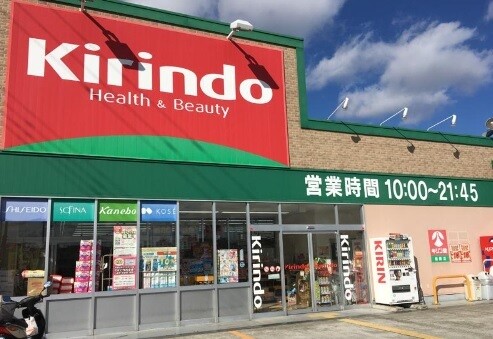 Kirindo
Health & Beauty
営業時間 10:00~21:45
SHISEIDO
SOFINA
Kanebo
KOSÉ
Kirindo
Kirindo
KIRIN